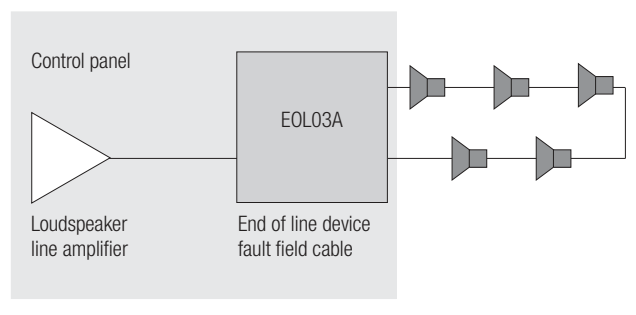 Control panel
EOL03A
Loudspeaker
line amplifier
End of line device
fault field cable